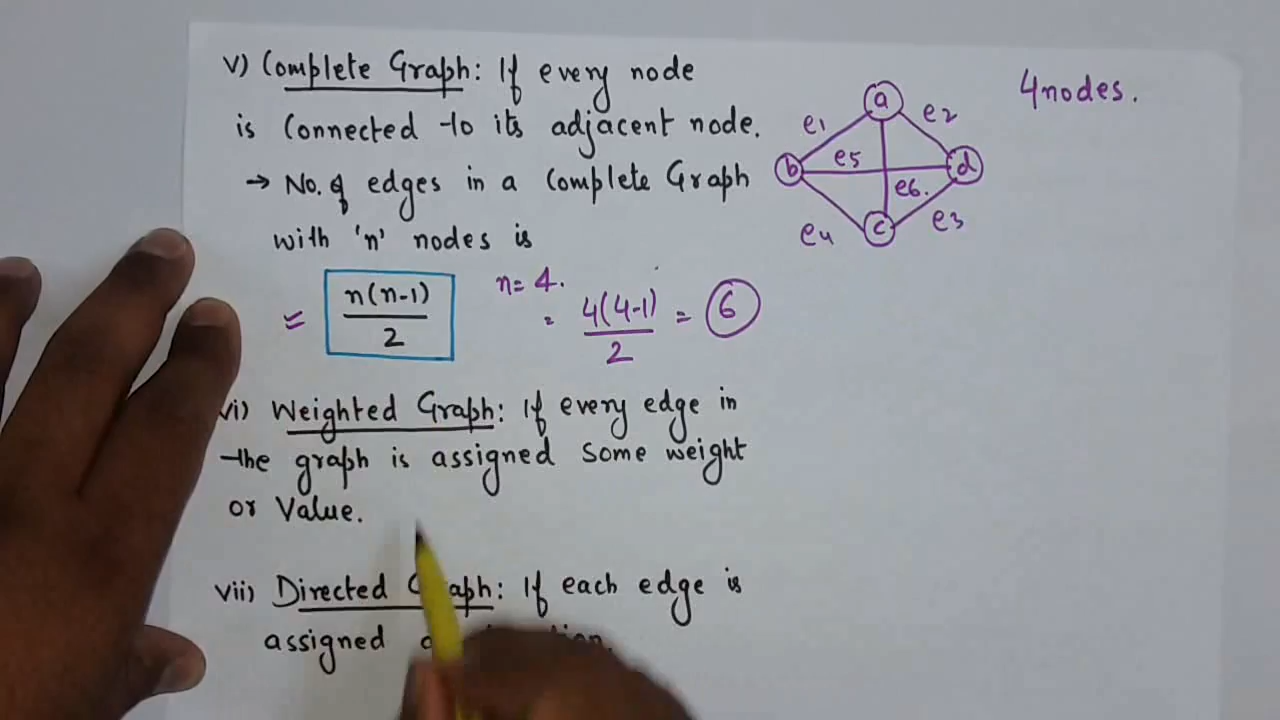 v) Complete Graph: If every node
is Connected to its adjacent node.
→ No. of edges in a Complete Graph
with 'n' nodes is
= n(n-1)
2
n= 4.
= 4(4-1) = 6
2
4nodes.
a
e1 e2
b e5 d
e6.
e4 c e3
vi) Weighted Graph: If every edge in
the graph is assigned some weight
or Value.
vii) Directed Graph: If each edge is
assigned